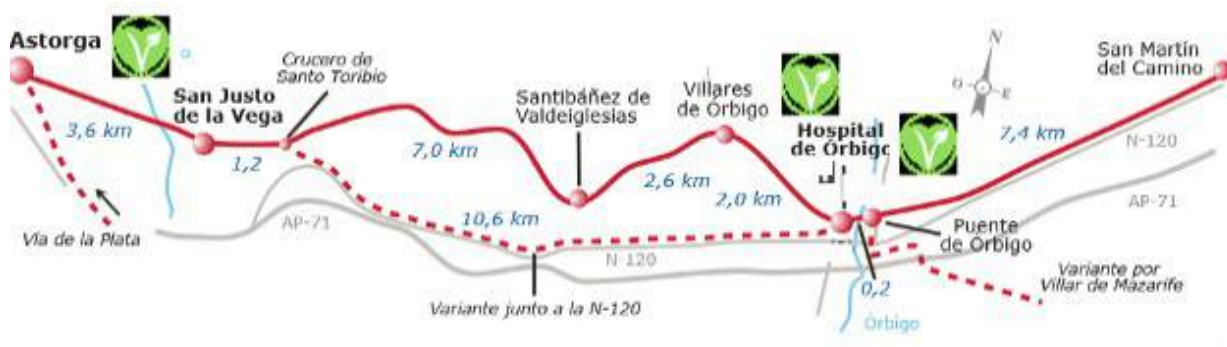 Astorga
3,6 km
Vía de la Plata
San Justo
de la Vega
1,2
Crucero de
Santo Toribio
AP-71
7,0 km
10,6 km
Santibáñez de
Valdeiglesias
N-120
Variante junto a la N-120
2,6 km
Villares
de Órbigo
2,0 km
Hospital
de Órbigo
0,2
Órbigo
Puente
de Órbigo
Variante por
Villar de Mazarife
7,4 km
N
O
E
San Martín
del Camino
N-120
AP-71